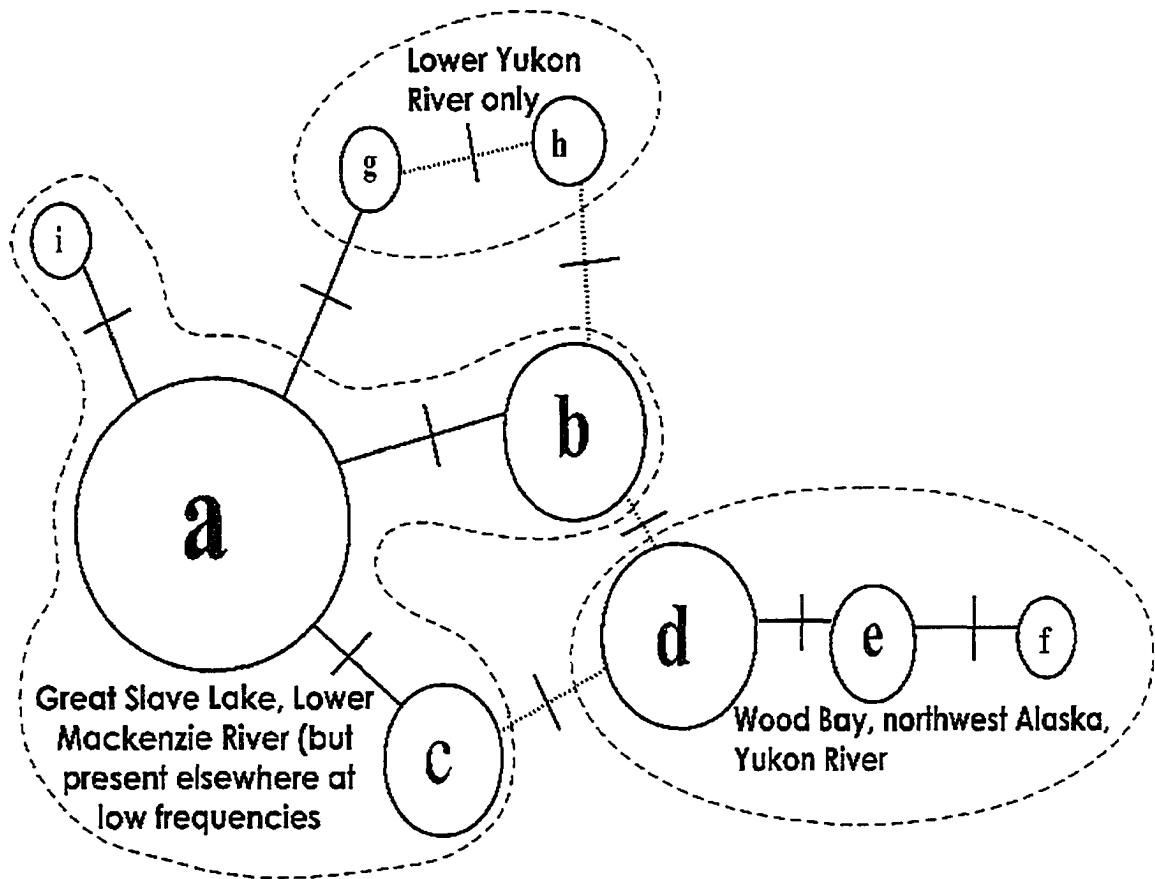 Lower Yukon
River only
g
h
i
b
a
d
e
f
Great Slave Lake, Lower
Mackenzie River (but
present elsewhere at
low frequencies
c
Wood Bay, northwest Alaska,
Yukon River